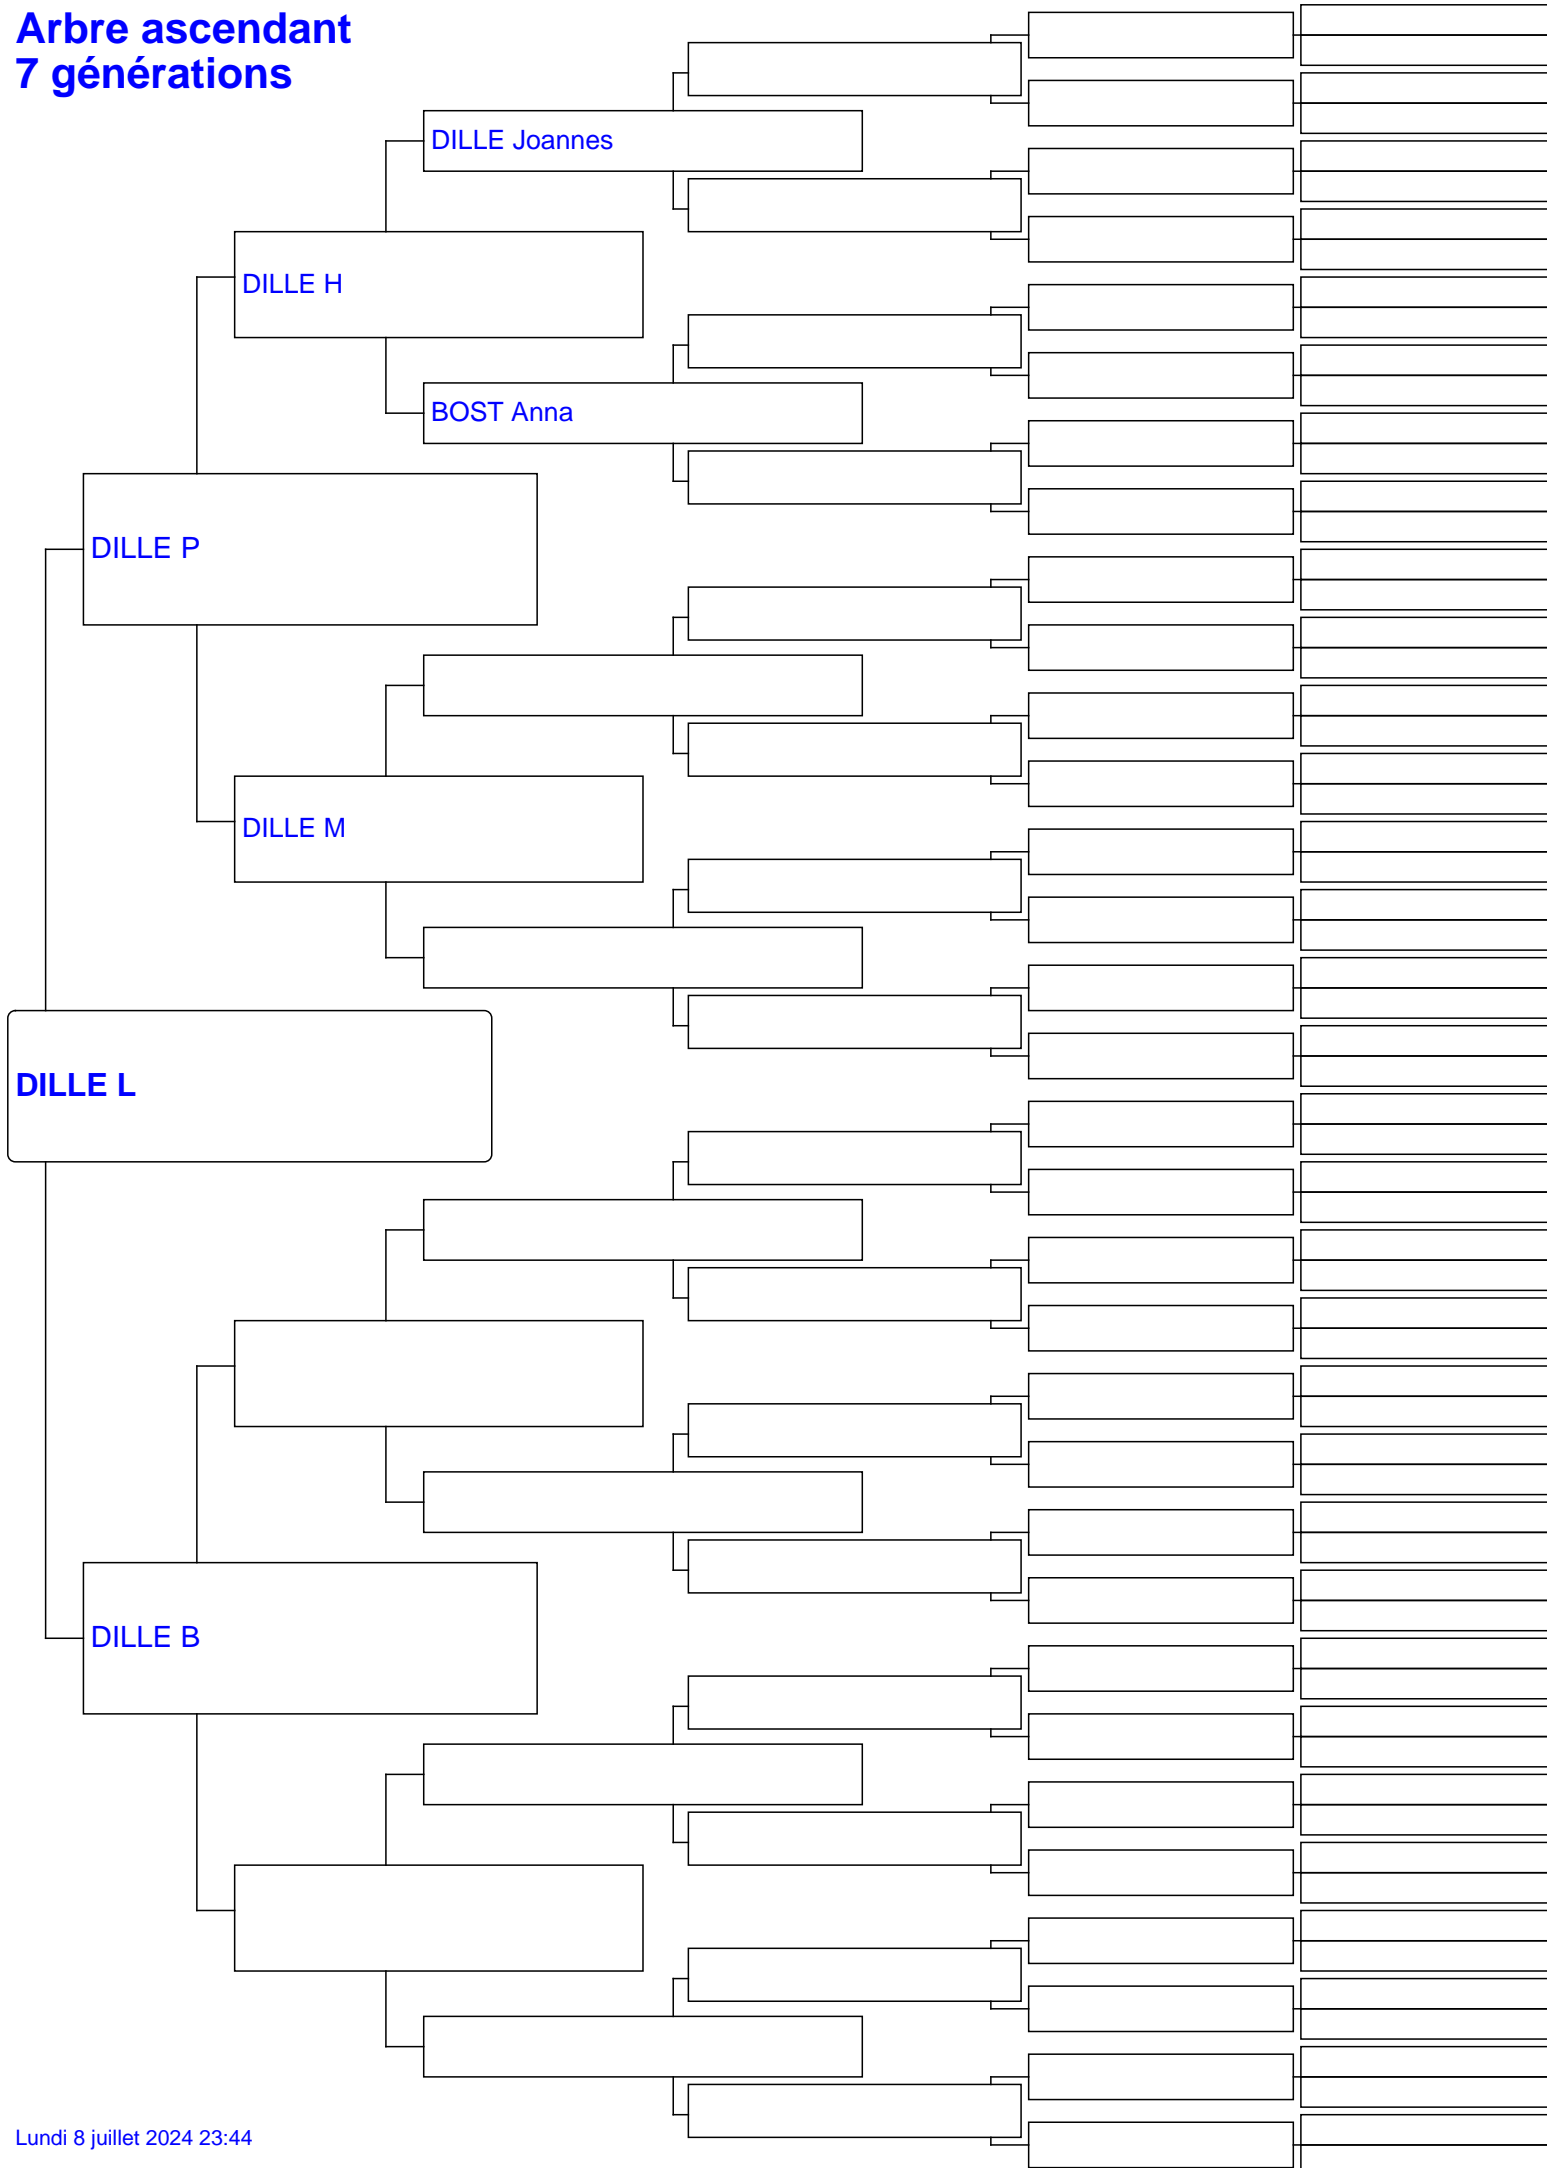 Arbre ascendant
7 générations
DILLE Joannes
DILLE H
BOST Anna
DILLE P
DILLE M
DILLE L
DILLE B
Lundi 8 juillet 2024 23:44